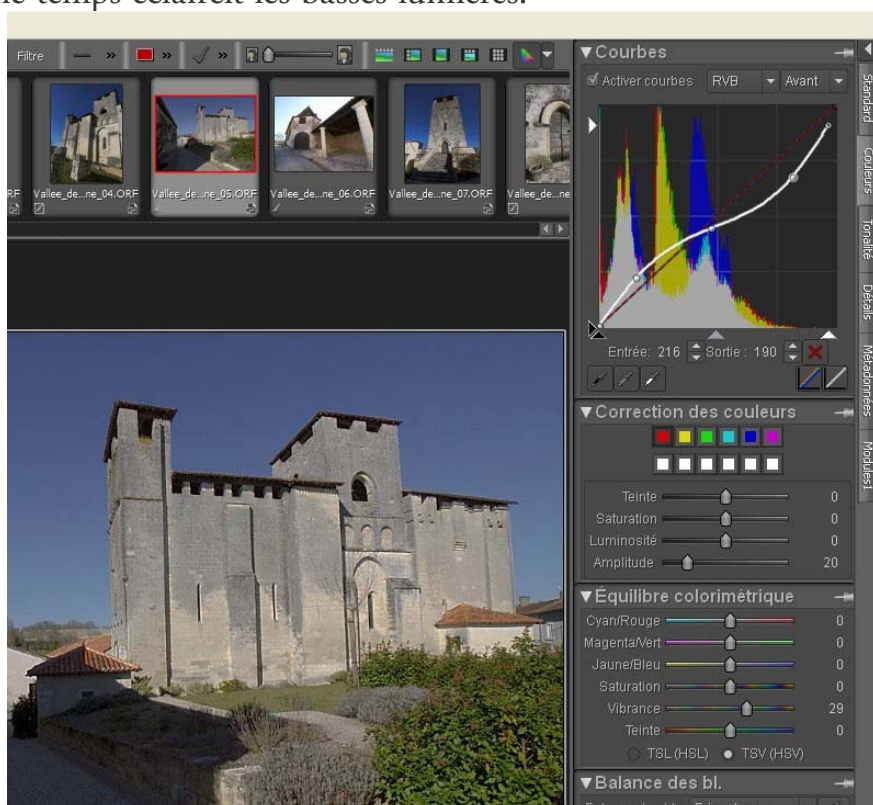 le temps éclaircit les basses lumières.
Filtre
Vallee_de...ne_04.ORF
Vallee_de...ne_05.ORF
Vallee_de...ne_06.ORF
Vallee_de...ne_07.ORF
Vallee_de...ne
Courbes
Activer courbes RVB Avant
Entrée: 216 Sortie : 190
Correction des couleurs
Teinte 0
Saturation 0
Luminosité 0
Amplitude 20
Équilibre colorimétrique
Cyan/Rouge 0
Magenta/Vert 0
Jaune/Bleu 0
Saturation 0
Vibrance 29
Teinte 0
TSL (HSL) TSV (HSV)
Balance des bl.
Standard
Couleurs
Tonalité
Détails
Métadonnées
Modules1